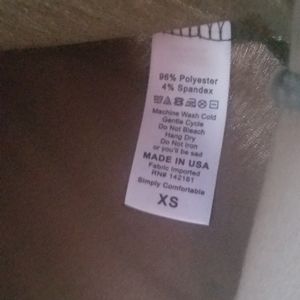 96% Polyester
4% Spandex
Machine Wash Cold
Gentle Cycle
Do Not Bleach
Hang Dry
Do Not Iron
or you'll be sad
MADE IN USA
Fabric Imported
RN# 142181
Simply Comfortable
XS